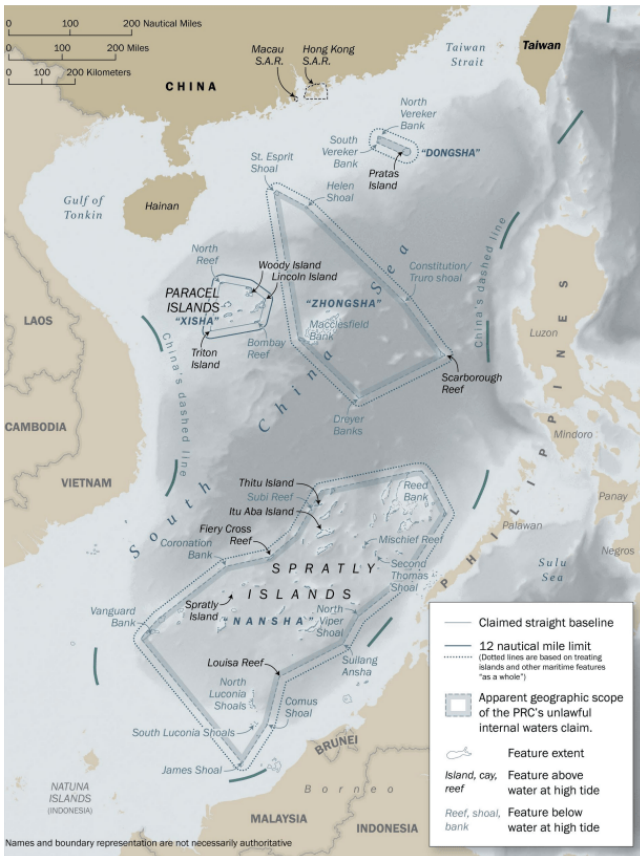 0 100 200 Nautical Miles
0 100 200 Miles
0 100 200 Kilometers
CHINA
Macau
S.A.R.
Hong Kong
S.A.R.
Taiwan
Strait
Taiwan
North
Vereker
Bank
South
Vereker
Bank
"DONGSHA"
Pratas
Island
St. Esprit
Shoal
Helen
Shoal
Gulf of
Tonkin
Hainan
North
Reef
Woody Island
Lincoln Island
PARACEL
ISLANDS
"XISHA"
Triton
Island
Bombay
Reef
"ZHONGSHA"
Macclesfield
Bank
Constitution/
Truro shoal
China's dashed line
Scarborough
Reef
Dreyer
Banks
South China Sea
LAOS
CAMBODIA
VIETNAM
China's dashed line
Luzon
PHILIPPINES
Mindoro
Panay
Palawan
Negros
Sulu
Sea
Thitu Island
Subi Reef
Itu Aba Island
Fiery Cross
Reef
Coronation
Bank
Reed
Bank
Mischief Reef
Second
Thomas
Shoal
SPRATLY
ISLANDS
"NANSHA"
Spratly
Island
Vanguard
Bank
North
Viper
Shoal
Louisa Reef
Sullang
Ansha
North
Luconia
Shoals
Comus
Shoal
South Luconia Shoals
James Shoal
BRUNEI
Borneo
NATUNA
ISLANDS
(INDONESIA)
MALAYSIA
INDONESIA
Claimed straight baseline
12 nautical mile limit
(Dotted lines are based on treating
islands and other maritime features
"as a whole")
Apparent geographic scope
of the PRC's unlawful
internal waters claim.
Feature extent
Island, cay,
reef
Feature above
water at high tide
Reef, shoal,
bank
Feature below
water at high tide
Names and boundary representation are not necessarily authoritative